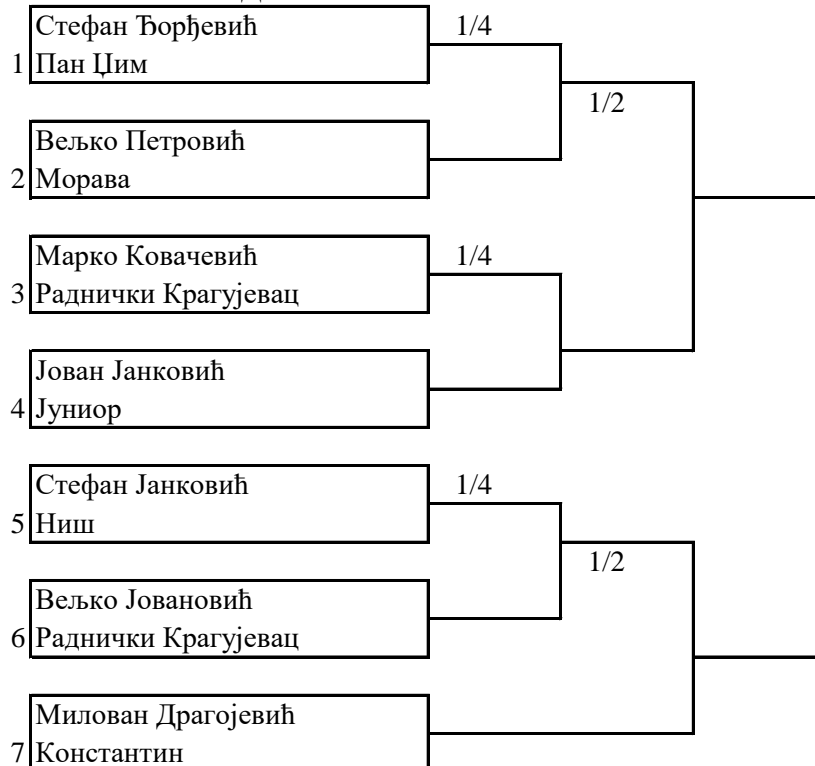 Стефан Ђорђевић 1/4
1 Пан Џим
1/2
Вељко Петровић
2 Морава
Марко Ковачевић 1/4
3 Раднички Крагујевац
Јован Јанковић
4 Јуниор
Стефан Јанковић 1/4
5 Ниш
1/2
Вељко Јовановић
6 Раднички Крагујевац
Милован Драгојевић
7 Константин